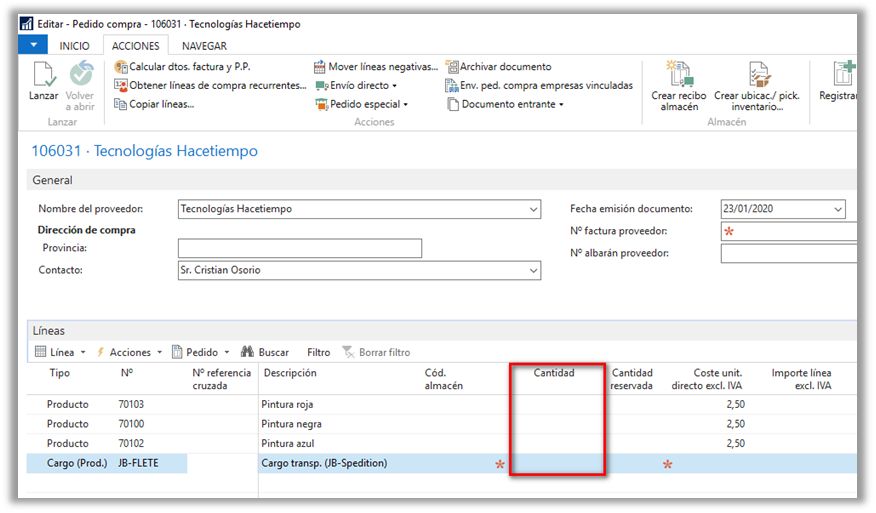 Editar - Pedido compra - 106031 · Tecnologías Hacetiempo
INICIO ACCIONES NAVEGAR
Lanzar
Volver a abrir
Lanzar
Calcular dtos. factura y P.P.
Obtener líneas de compra recurrentes...
Copiar líneas...
Mover líneas negativas...
Envío directo
Pedido especial
Archivar documento
Env. ped. compra empresas vinculadas
Documento entrante
Acciones
Crear recibo almacén
Crear ubicac./ pick. inventario...
Almacén
Registrar
106031 · Tecnologías Hacetiempo
General
Nombre del proveedor: Tecnologías Hacetiempo
Dirección de compra
Provincia:
Contacto: Sr. Cristian Osorio
Fecha emisión documento: 23/01/2020
Nº factura proveedor: *
Nº albarán proveedor:
Líneas
Línea Acciones Pedido Buscar Filtro Borrar filtro
Tipo Nº Nº referencia cruzada Descripción Cód. almacén Cantidad Cantidad reservada Coste unit. directo excl. IVA Importe línea excl. IVA
Producto 70103 Pintura roja 2,50
Producto 70100 Pintura negra 2,50
Producto 70102 Pintura azul 2,50
Cargo (Prod.) JB-FLETE Cargo transp. (JB-Spedition) * *